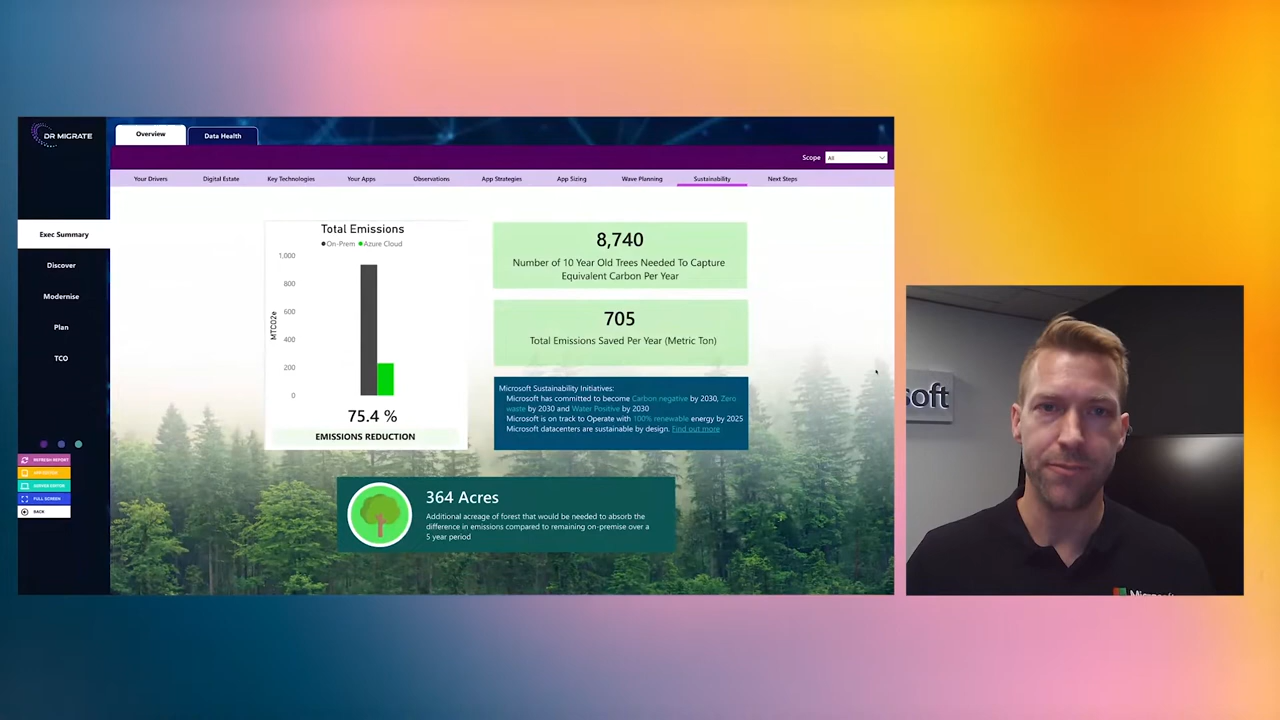 DR MIGRATE
Overview
Data Health
Scope
All
Your Drivers
Digital Estate
Key Technologies
Your Apps
Observations
App Strategies
App Sizing
Wave Planning
Sustainability
Next Steps
Exec Summary
Discover
Modernise
Plan
TCO
REFRESH REPORT
FULL SCREEN
BACK
Total Emissions
On-Prem Azure Cloud
1,000
800
600
400
200
0
MTCO2e
75.4 %
EMISSIONS REDUCTION
8,740
Number of 10 Year Old Trees Needed To Capture
Equivalent Carbon Per Year
705
Total Emissions Saved Per Year (Metric Ton)
Microsoft Sustainability Initiatives:
Microsoft has committed to become Carbon negative by 2030, Zero
waste by 2030 and Water Positive by 2030
Microsoft is on track to Operate with 100% renewable energy by 2025
Microsoft datacenters are sustainable by design. Find out more
364 Acres
Additional acreage of forest that would be needed to absorb the
difference in emissions compared to remaining on-premise over a
5 year period
soft
Microsoft